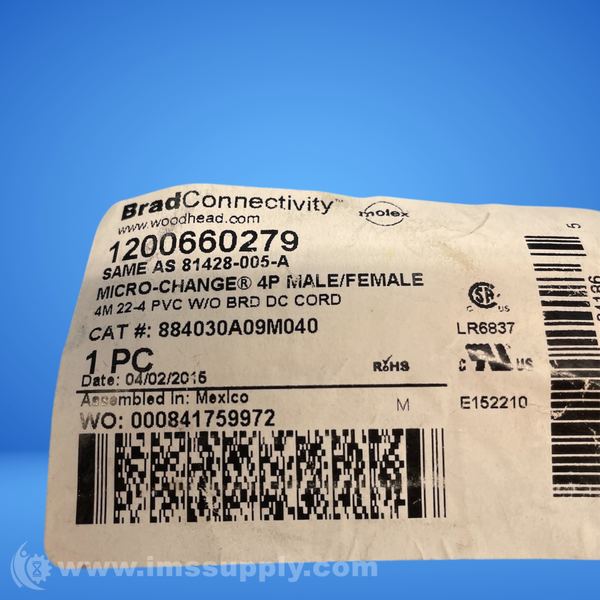 BradConnectivity™
www.woodhead.com
molex
1200660279
SAME AS 81428-005-A
MICRO-CHANGE® 4P MALE/FEMALE
4M 22-4 PVC W/O BRD DC CORD
CAT #: 884030A09M040
1 PC
Date: 04/02/2015
RoHS
Assembled In: Mexico
M
WO: 000841759972
LR6837
E152210
5
www.imssupply.com